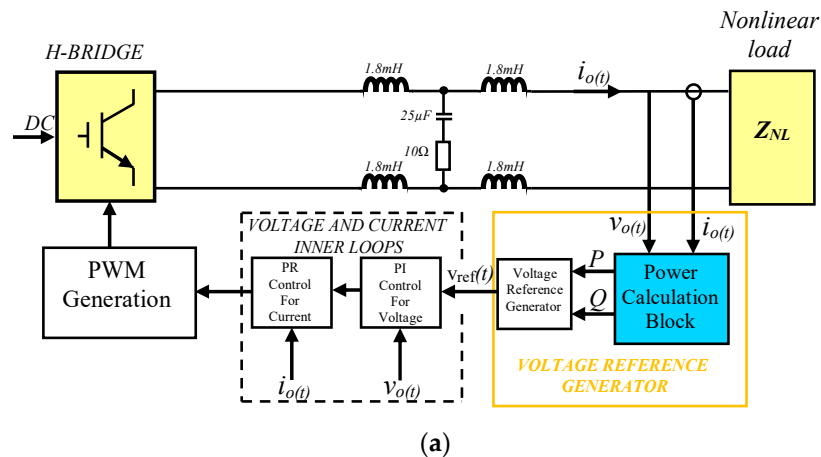 H-BRIDGE
Nonlinear
load
1.8mH
1.8mH
io(t)
25μF
DC
10Ω
ZNL
1.8mH
1.8mH
VOLTAGE AND CURRENT
INNER LOOPS
vo(t)
io(t)
PWM
Generation
PR
Control
For
Current
PI
Control
For
Voltage
vref(t)
Voltage
Reference
Generator
P
Q
Power
Calculation
Block
io(t)
vo(t)
VOLTAGE REFERENCE
GENERATOR
(a)